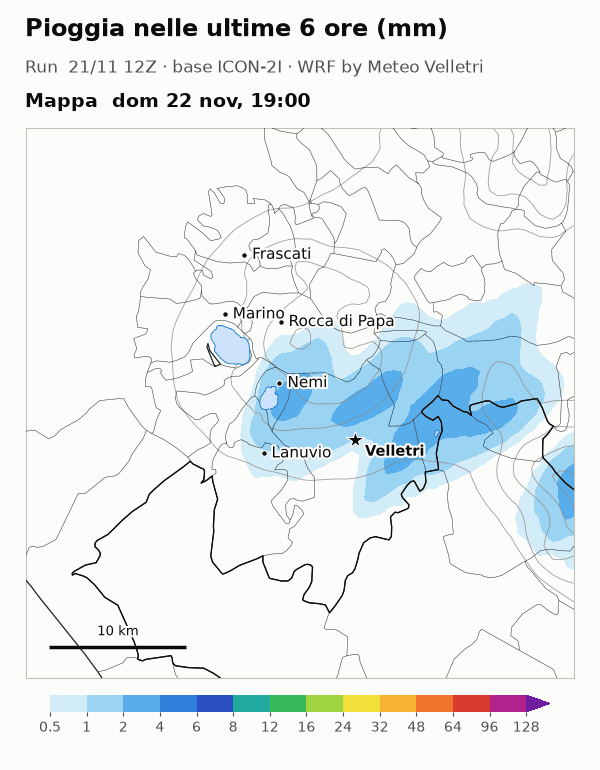 Pioggia nelle ultime 6 ore (mm)
Run  21/11 12Z · base ICON-2I · WRF by Meteo Velletri
Mappa  dom 22 nov, 19:00
Frascati
Marino
Rocca di Papa
Nemi
Velletri
Lanuvio
10 km
0.5 1 2 4 6 8 12 16 24 32 48 64 96 128